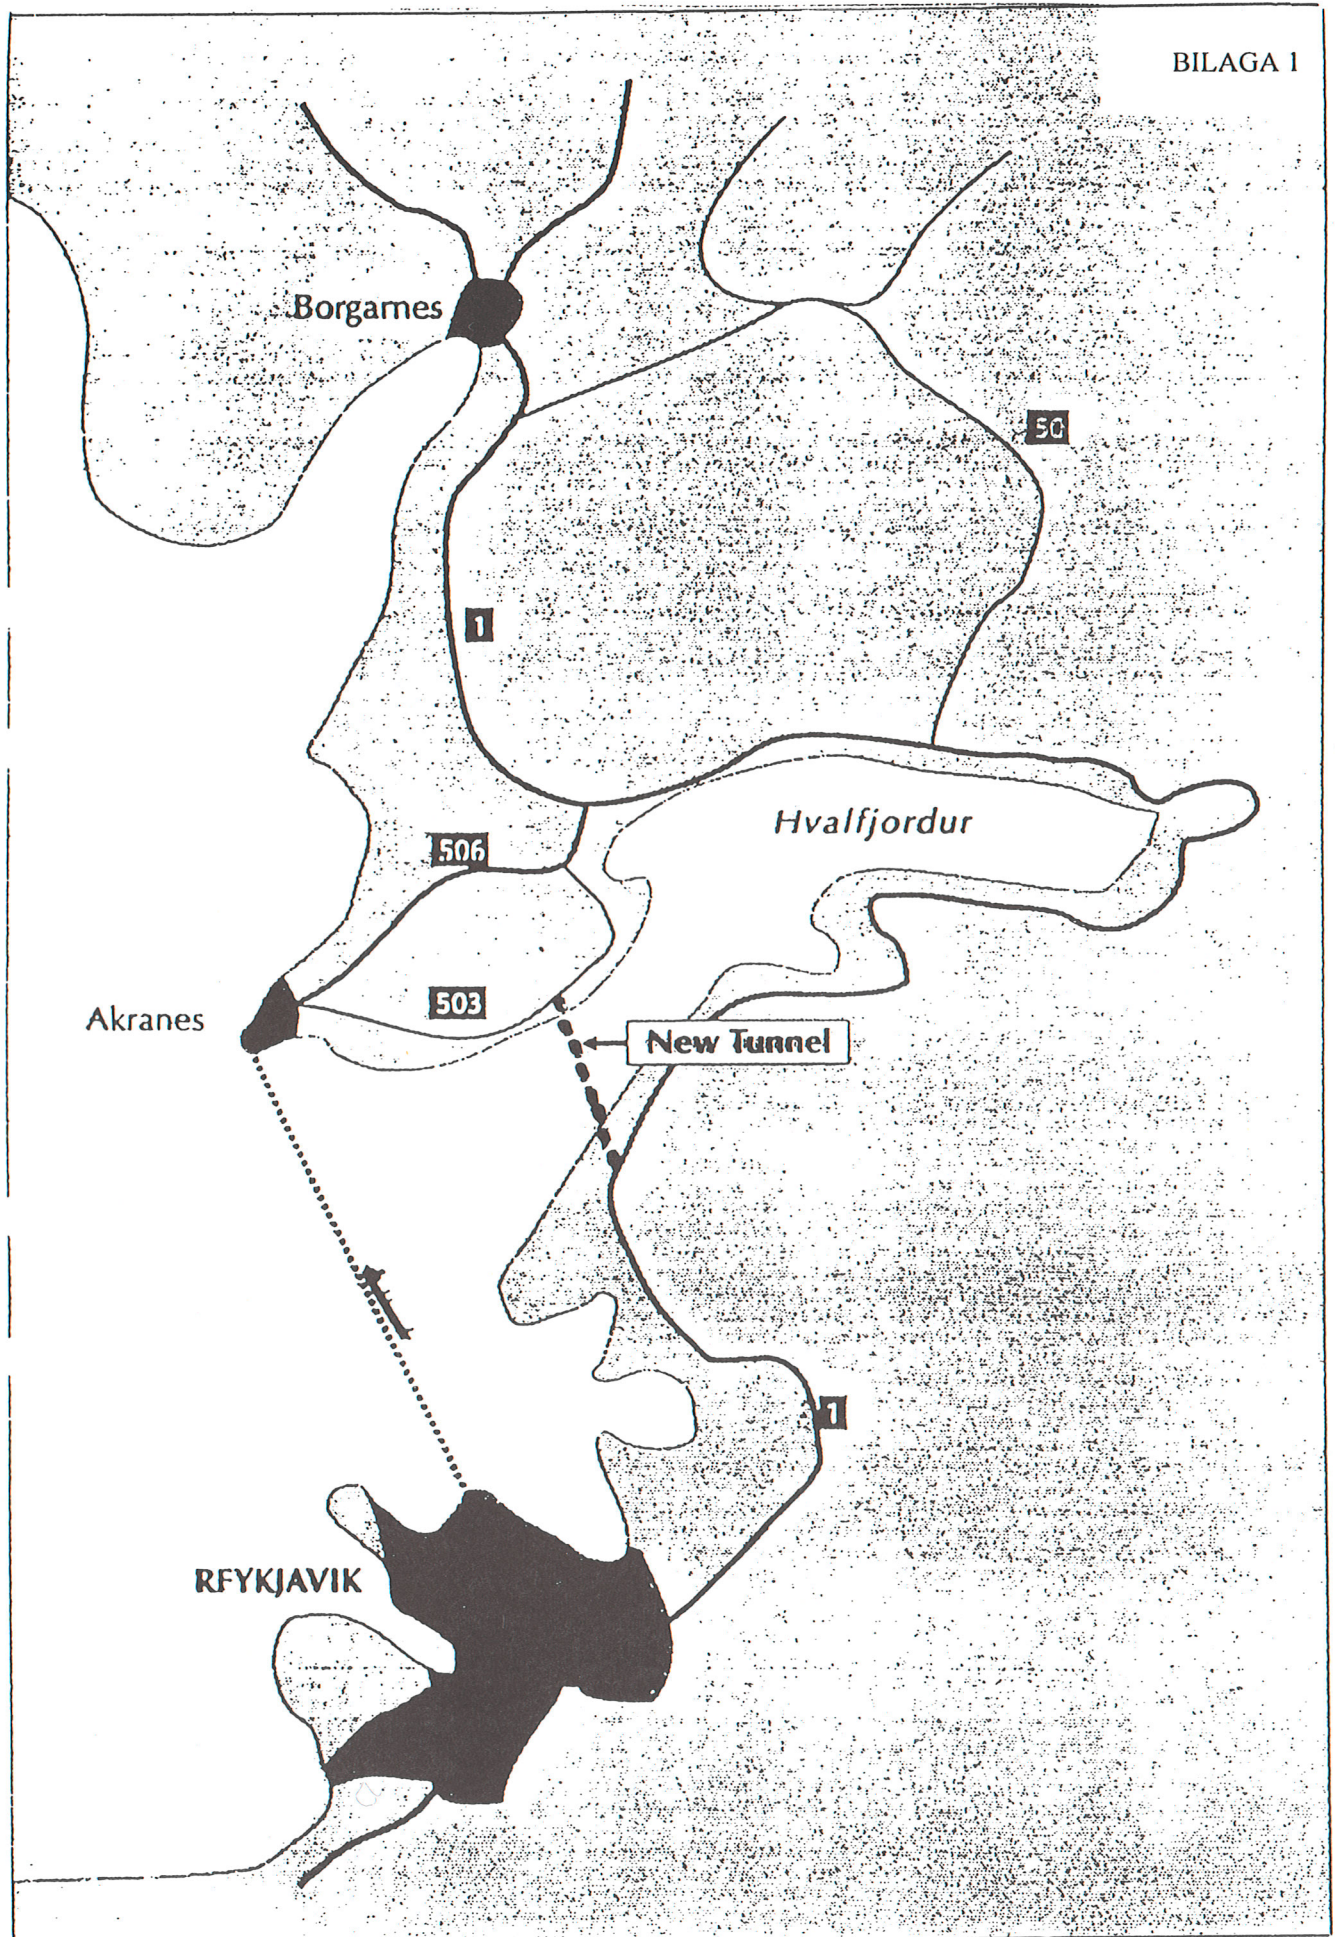 BILAGA 1
Borgarnes
50
1
Hvalfjordur
506
Akranes
503
New Tunnel
1
RFYKJAVIK